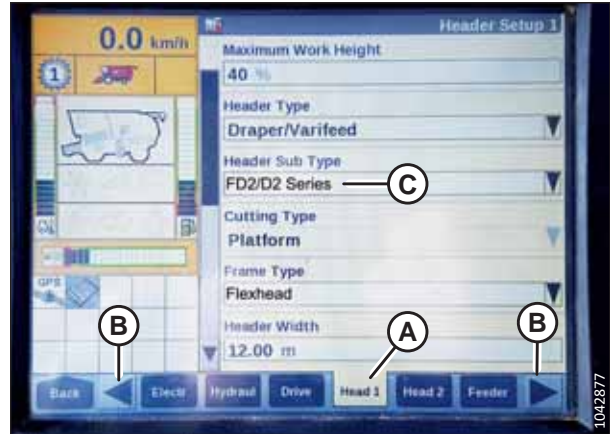 0.0 km/h
Header Setup 1
1
Maximum Work Height
40 %
Header Type
Draper/Varifeed
Header Sub Type
FD2/D2 Series
C
Cutting Type
Platform
Frame Type
Flexhead
GPS
Header Width
12.00 m
B
A
B
Back
Electr
Hydraul
Drive
Head 1
Head 2
Feeder
1042877